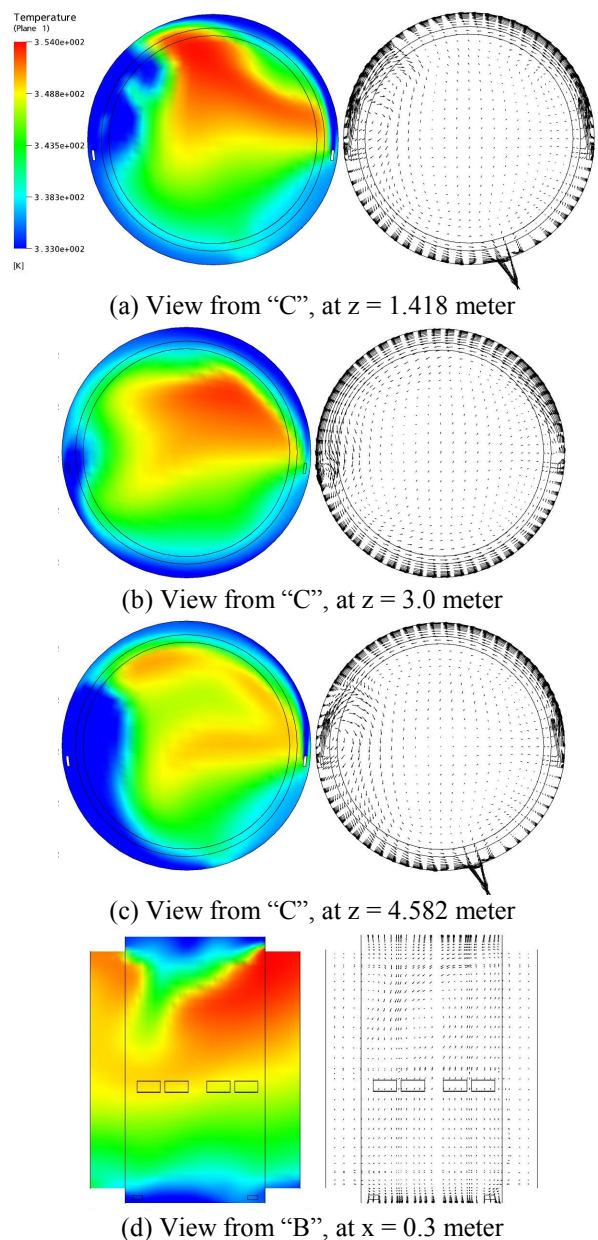 Temperature
(Plane 1)
3.540e+002
3.488e+002
3.435e+002
3.383e+002
3.330e+002
[K]
(a) View from “C”, at z = 1.418 meter
(b) View from “C”, at z = 3.0 meter
(c) View from “C”, at z = 4.582 meter
(d) View from “B”, at x = 0.3 meter